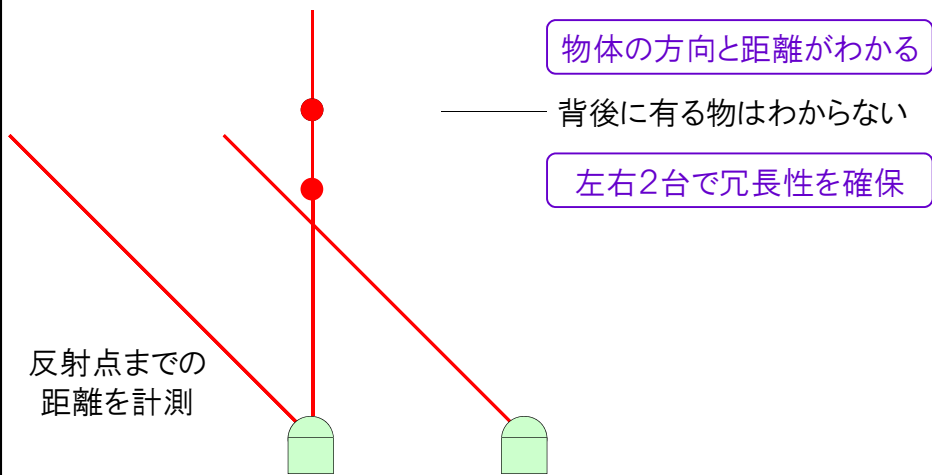 物体の方向と距離がわかる
背後に有る物はわからない
左右2台で冗長性を確保
反射点までの
距離を計測